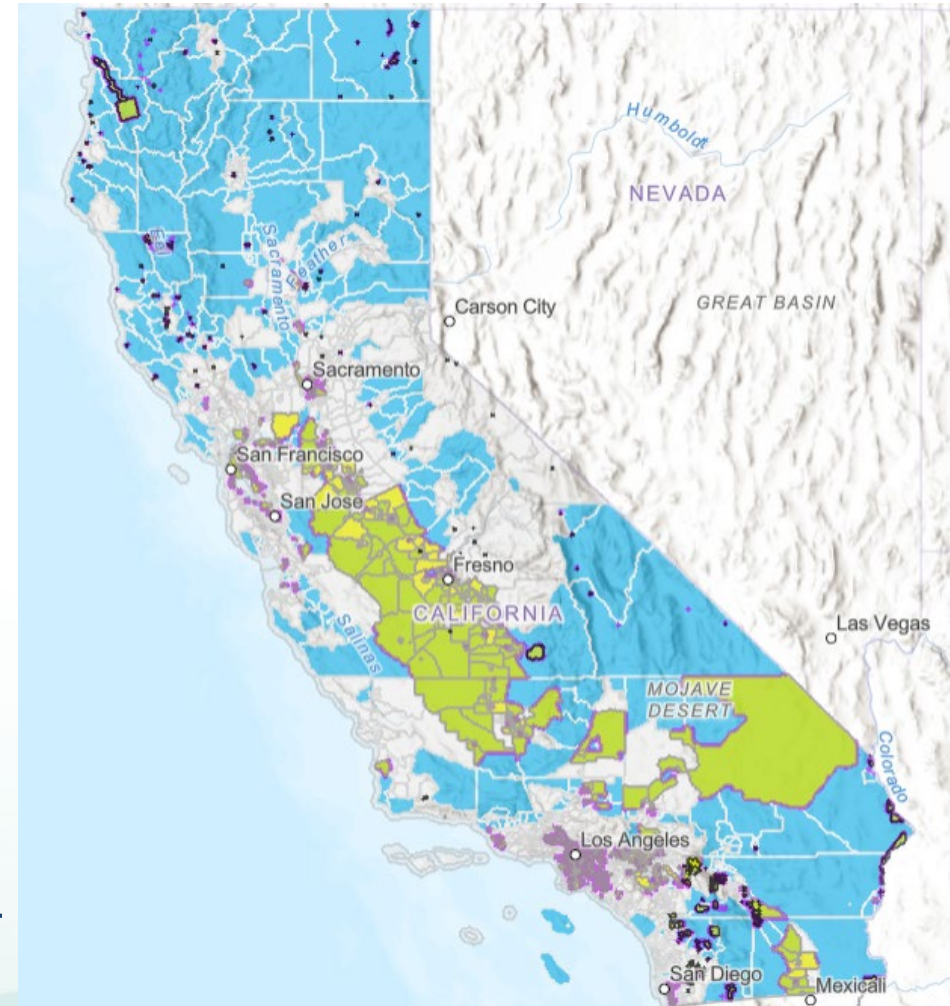 Humboldt
NEVADA
GREAT BASIN
Carson City
Eel
Sacramento
Feather
Sacramento
San Francisco
San Jose
Fresno
CALIFORNIA
Salinas
Las Vegas
MOJAVE
DESERT
Colorado
Los Angeles
San Diego
Mexicali